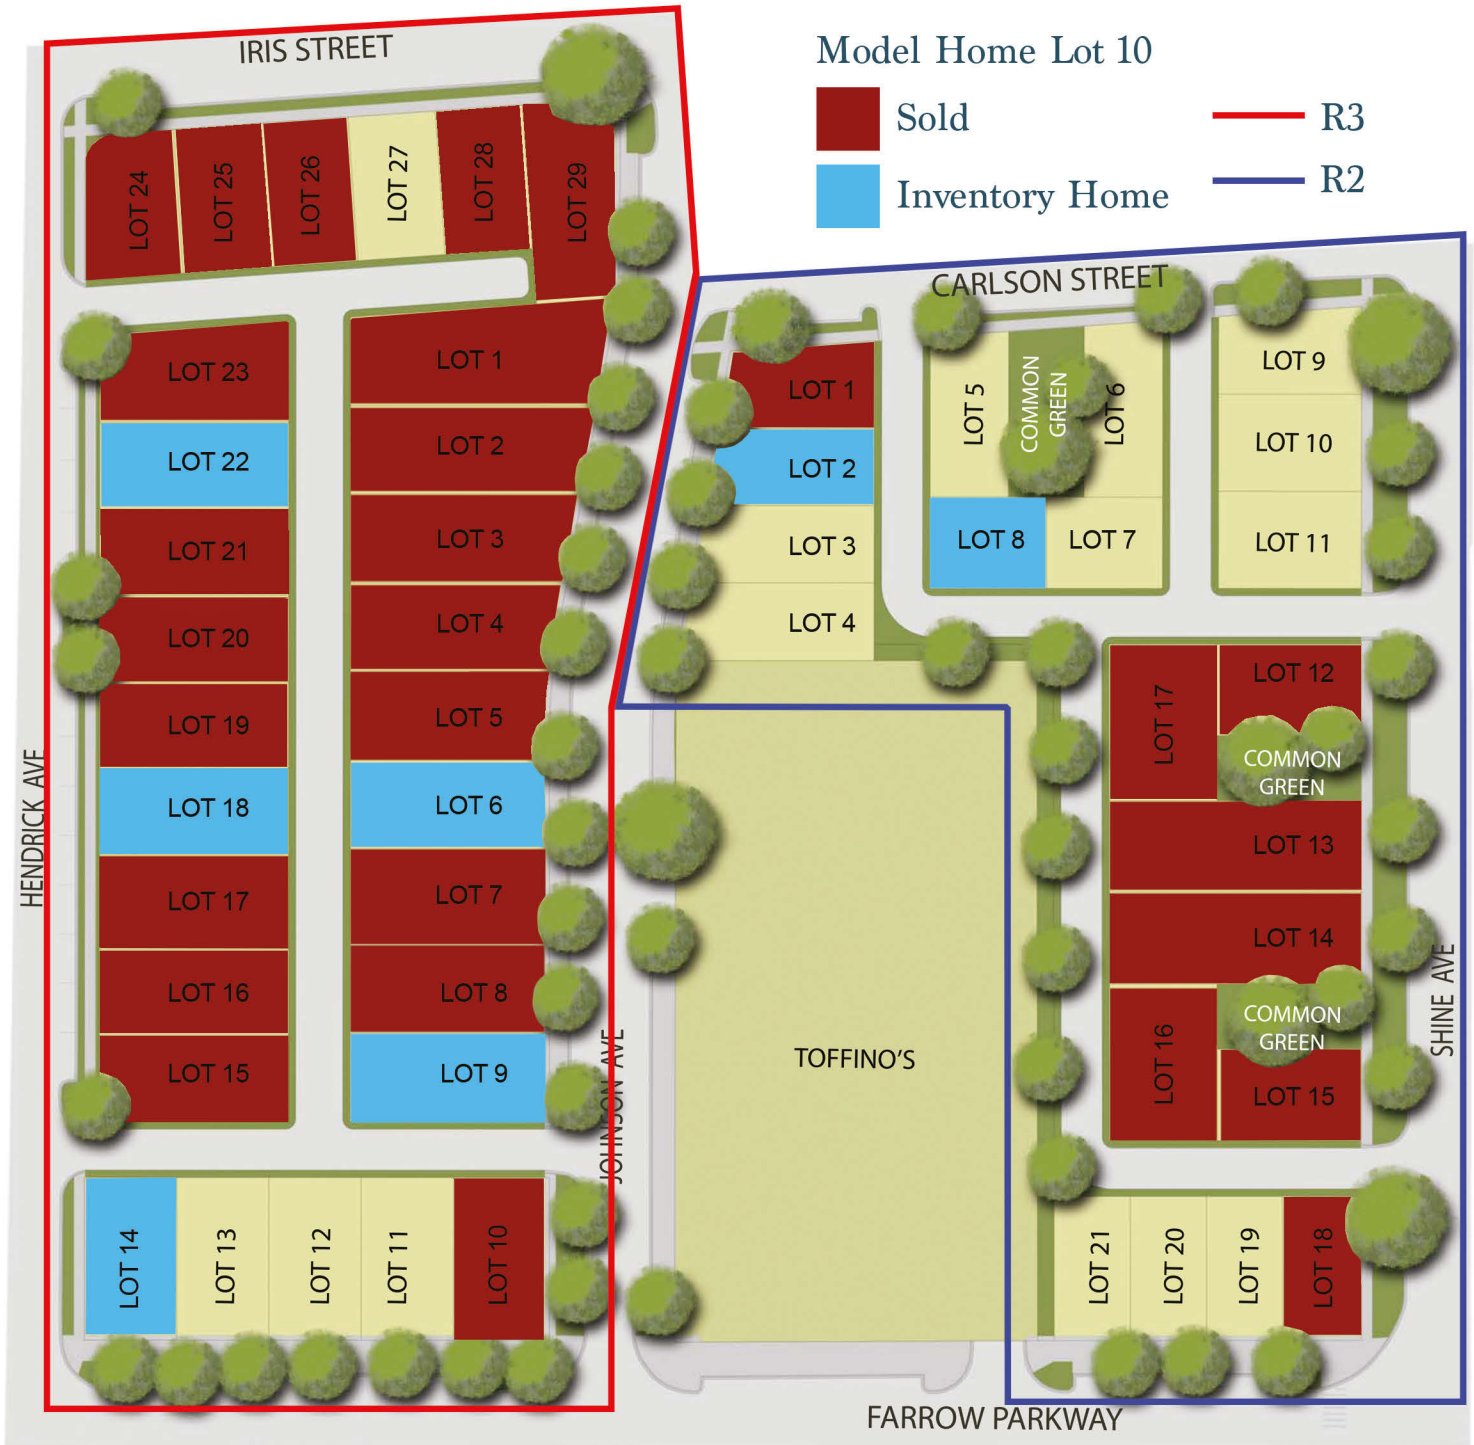 IRIS STREET
Model Home Lot 10
Sold
R3
Inventory Home
R2
LOT 24
LOT 25
LOT 26
LOT 27
LOT 28
LOT 29
CARLSON STREET
LOT 23
LOT 22
LOT 21
LOT 20
LOT 19
LOT 18
LOT 17
LOT 16
LOT 15
HENDRICK AVE
LOT 1
LOT 2
LOT 3
LOT 4
LOT 5
LOT 6
LOT 7
LOT 8
LOT 9
JOHNSON AVE
LOT 14
LOT 13
LOT 12
LOT 11
LOT 10
LOT 1
LOT 2
LOT 3
LOT 4
LOT 5
COMMON
GREEN
LOT 6
LOT 8
LOT 7
LOT 9
LOT 10
LOT 11
TOFFINO'S
LOT 17
LOT 12
COMMON
GREEN
LOT 13
LOT 14
COMMON
GREEN
LOT 16
LOT 15
SHINE AVE
LOT 21
LOT 20
LOT 19
LOT 18
FARROW PARKWAY